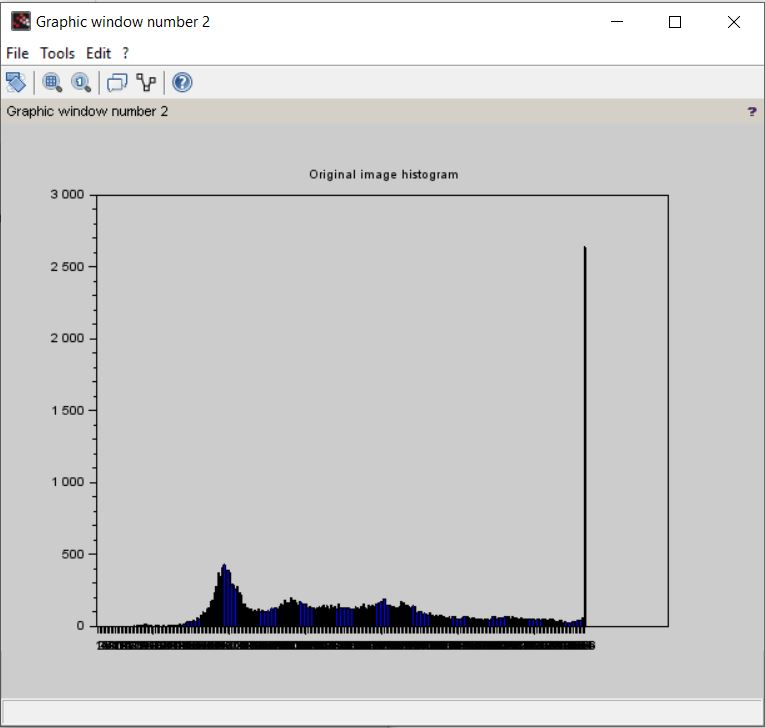 Graphic window number 2
File Tools Edit ?
Graphic window number 2
?
Original image histogram
3 000
2 500
2 000
1 500
1 000
500
0